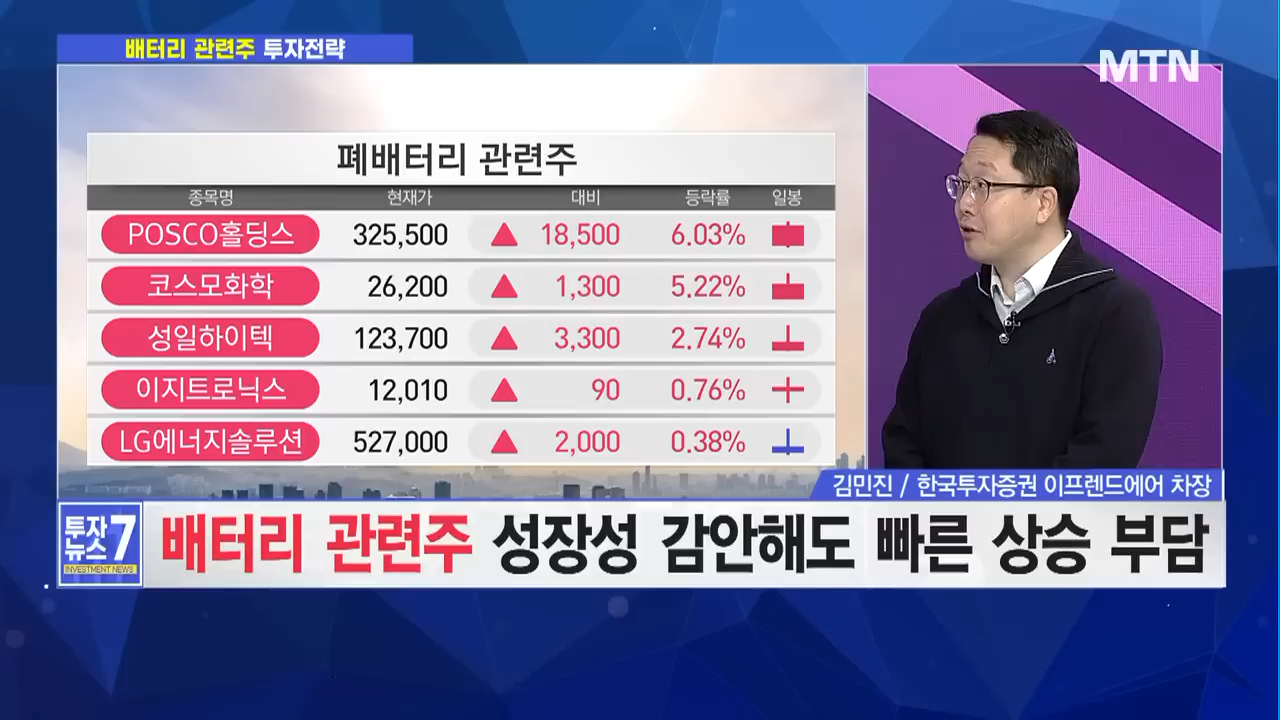 배터리 관련주 투자전략
MTN
폐배터리 관련주
종목명 현재가 대비 등락률 일봉
POSCO홀딩스 325,500 ▲ 18,500 6.03%
코스모화학 26,200 ▲ 1,300 5.22%
성일하이텍 123,700 ▲ 3,300 2.74%
이지트로닉스 12,010 ▲ 90 0.76%
LG에너지솔루션 527,000 ▲ 2,000 0.38%
김민진 / 한국투자증권 이프렌드에어 차장
투자
뉴스7
INVESTMENT NEWS
배터리 관련주 성장성 감안해도 빠른 상승 부담